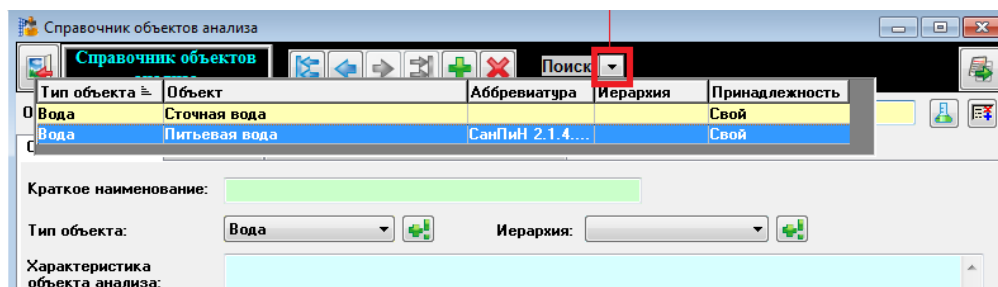 Справочник объектов анализа
Справочник объектов
Поиск
Тип объекта Объект Аббревиатура Иерархия Принадлежность
Вода Сточная вода Свой
Вода Питьевая вода СанПиН 2.1.4.... Свой
Краткое наименование:
Тип объекта: Вода Иерархия:
Характеристика
объекта анализа: